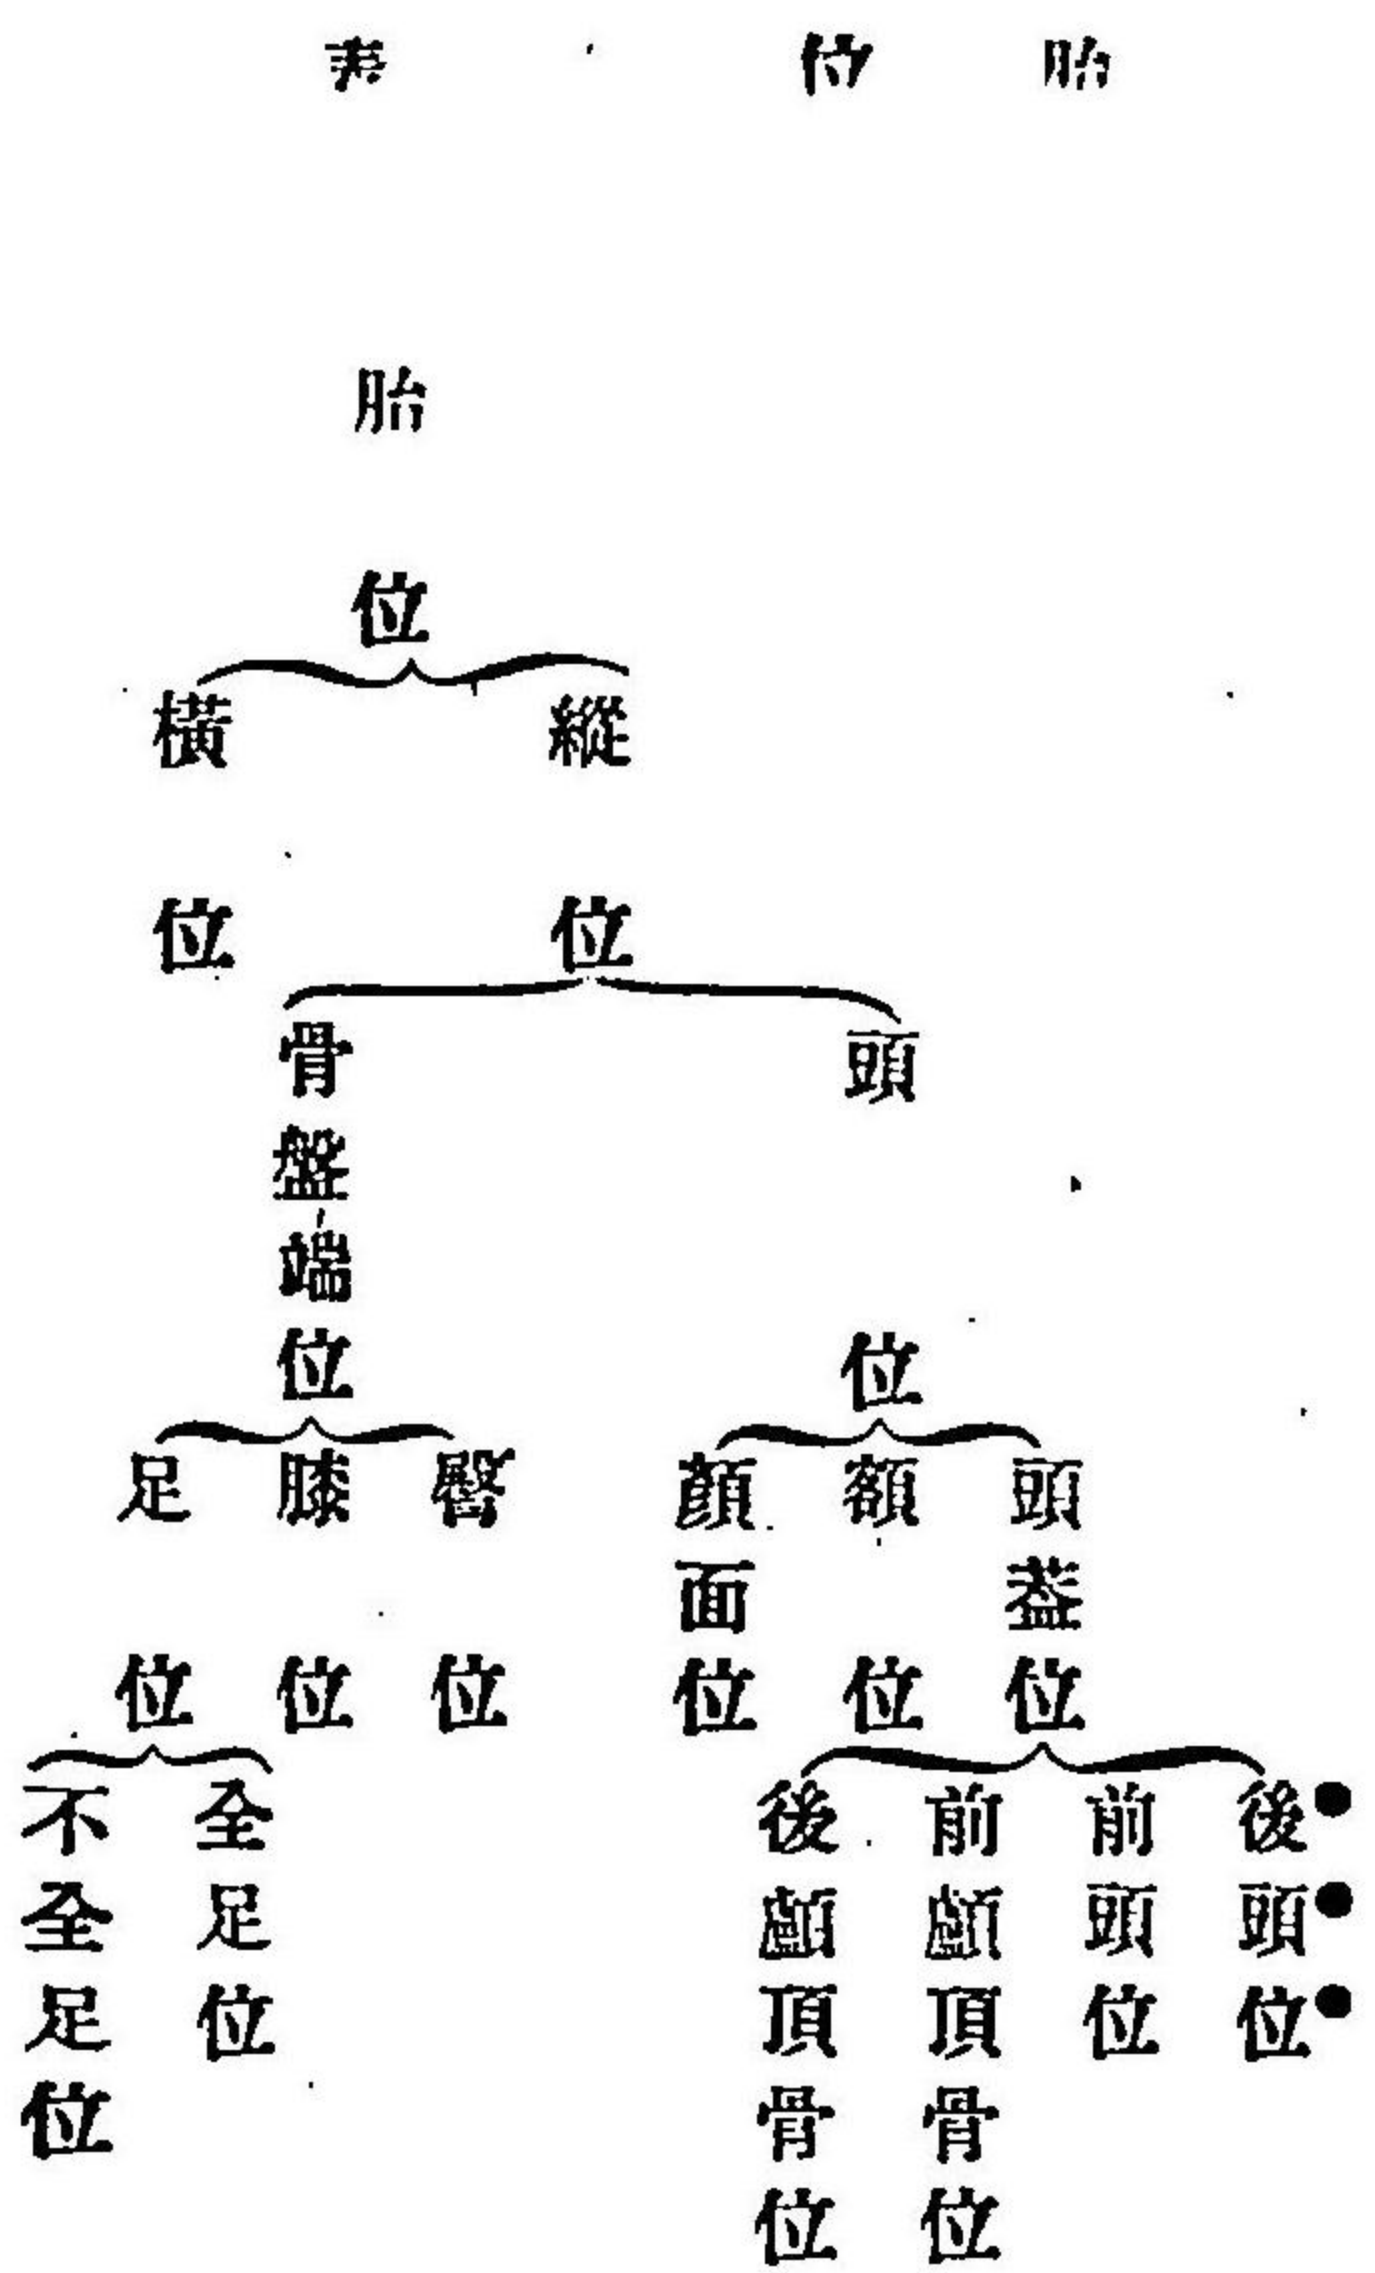 胎位表
胎位
縱位
橫位
頭位
骨盤端位
頭葢位
額位
顏面位
臀位
膝位
足位
後頭位
前頭位
前顱頂骨位
後顱頂骨位
全足位
不全足位